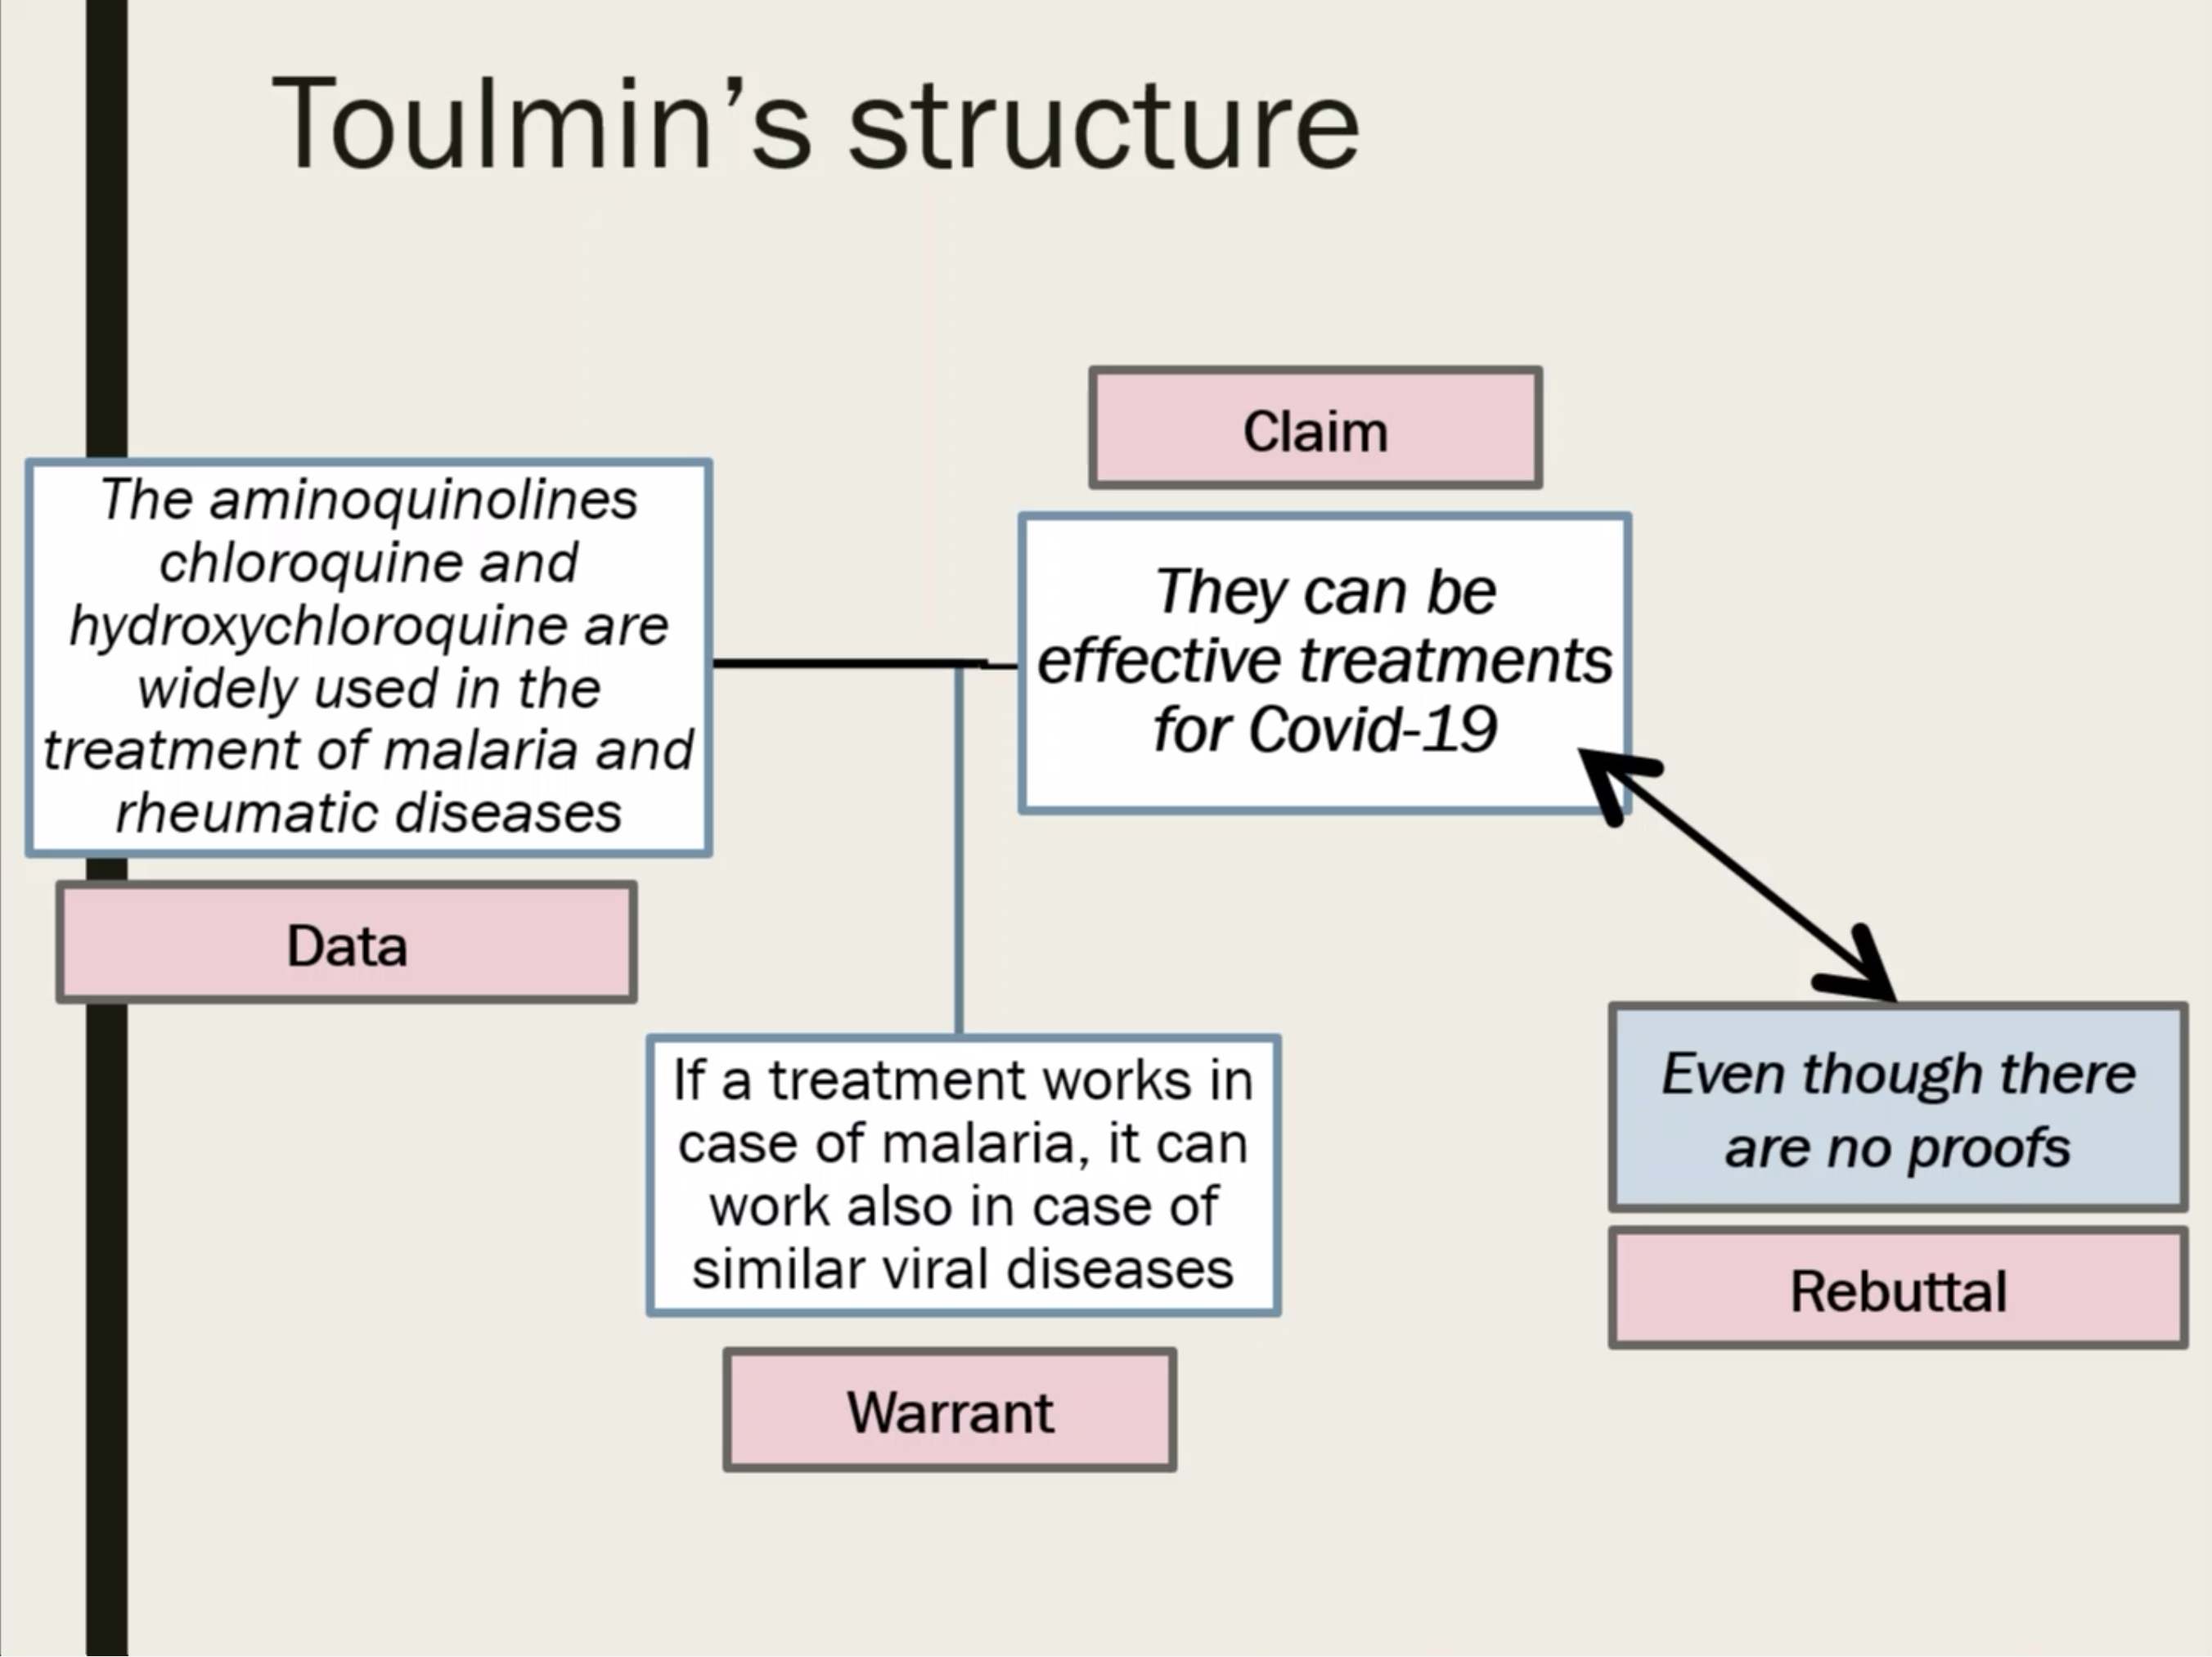 Toulmin’s structure
Claim
The aminoquinolines
chloroquine and
hydroxychloroquine are
widely used in the
treatment of malaria and
rheumatic diseases
They can be
effective treatments
for Covid-19
Data
If a treatment works in
case of malaria, it can
work also in case of
similar viral diseases
Warrant
Even though there
are no proofs
Rebuttal